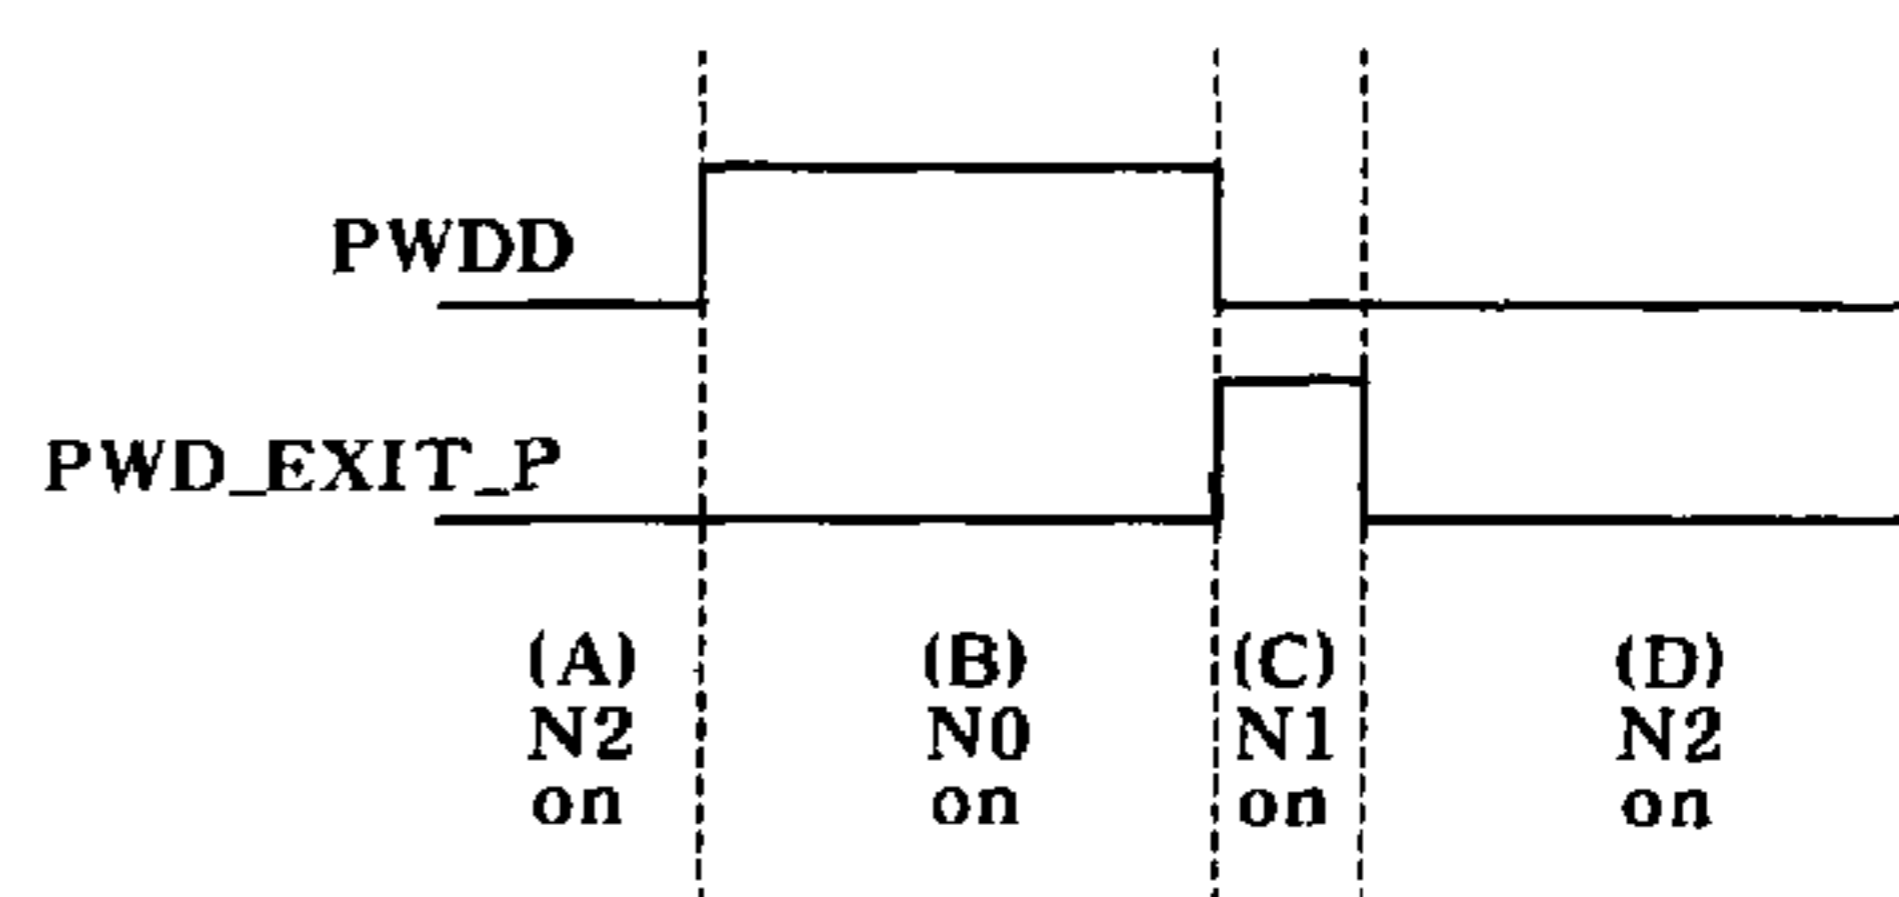 PWDD
PWD_EXIT_P
(A) (B) (C) (D)
N2 N0 N1 N2
on on on on